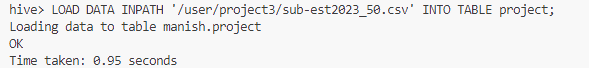 hive> LOAD DATA INPATH '/user/project3/sub-est2023_50.csv' INTO TABLE project;
Loading data to table manish.project
OK
Time taken: 0.95 seconds